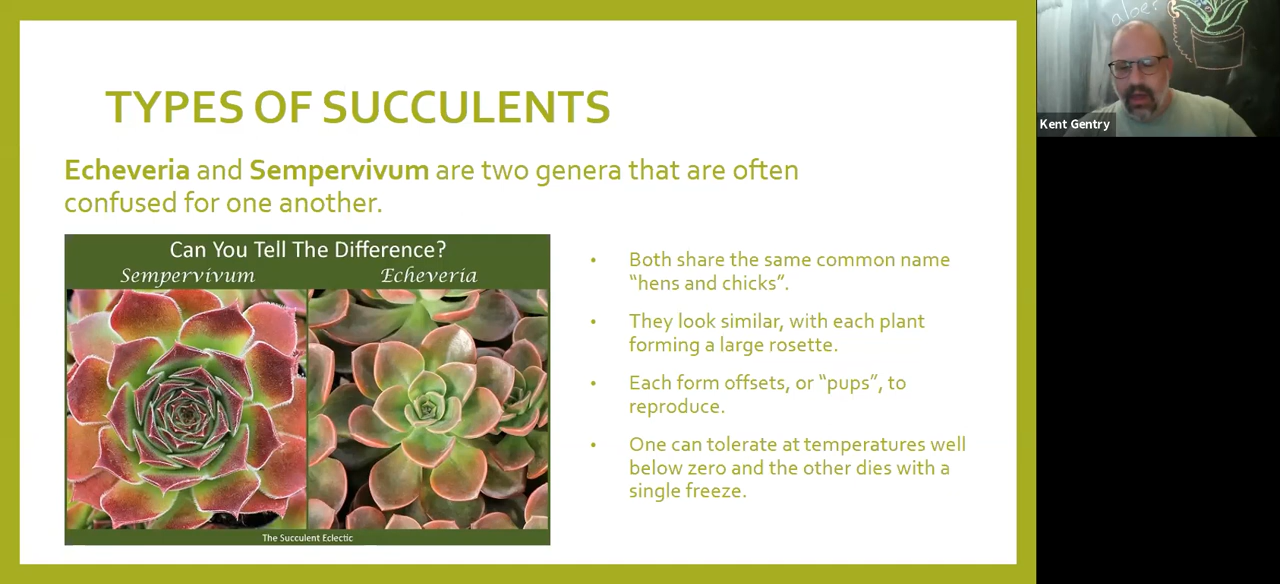 TYPES OF SUCCULENTS
Echeveria and Sempervivum are two genera that are often
confused for one another.
Can You Tell The Difference?
Sempervivum
Echeveria
The Succulent Eclectic
• Both share the same common name
“hens and chicks”.
• They look similar, with each plant
forming a large rosette.
• Each form offsets, or “pups”, to
reproduce.
• One can tolerate at temperatures well
below zero and the other dies with a
single freeze.
aloe?
Kent Gentry